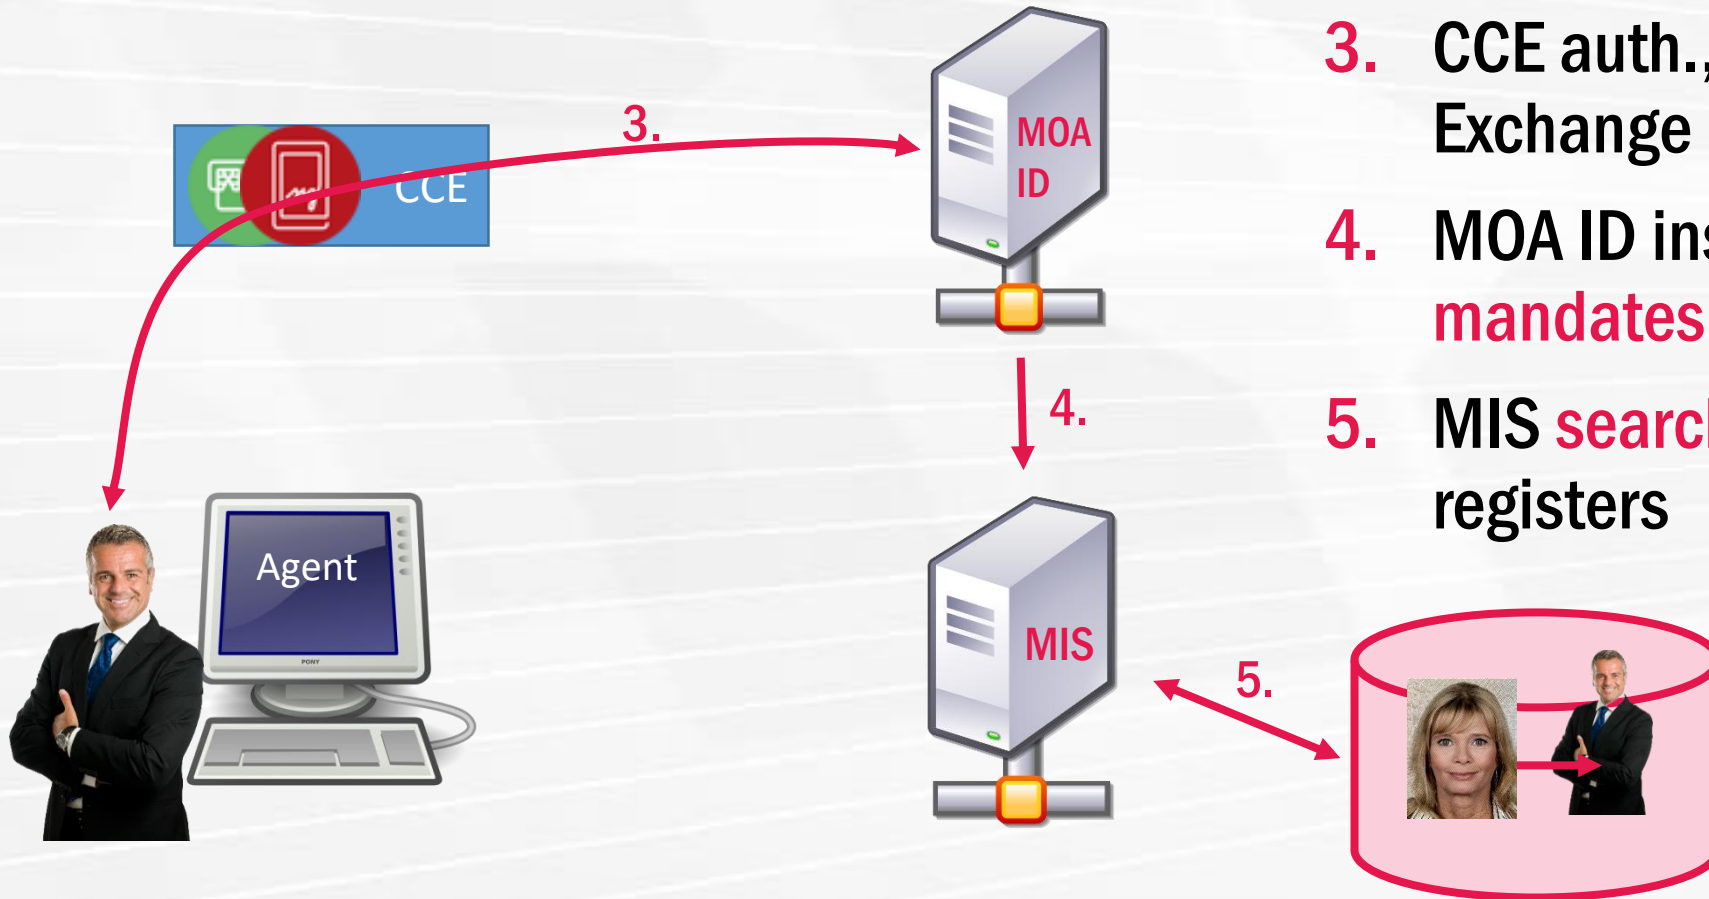 3.
CCE
MOA
ID
4.
Agent
PONY
MIS
5.
3. CCE auth.,
Exchange
4. MOA ID ins
mandates
5. MIS search
registers